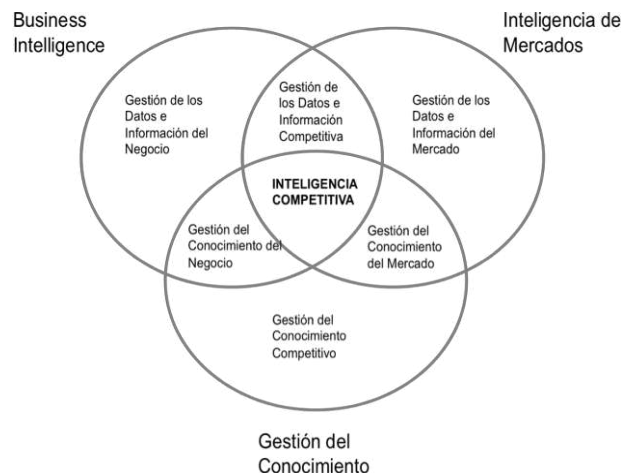 Business
Intelligence
Inteligencia de
Mercados
Gestión de los
Datos e
Información del
Negocio
Gestión de
los Datos e
Información
Competitiva
Gestión de los
Datos e
Información del
Mercado
INTELIGENCIA
COMPETITIVA
Gestión del
Conocimiento del
Negocio
Gestión del
Conocimiento
del Mercado
Gestión del
Conocimiento
Competitivo
Gestión del
Conocimiento